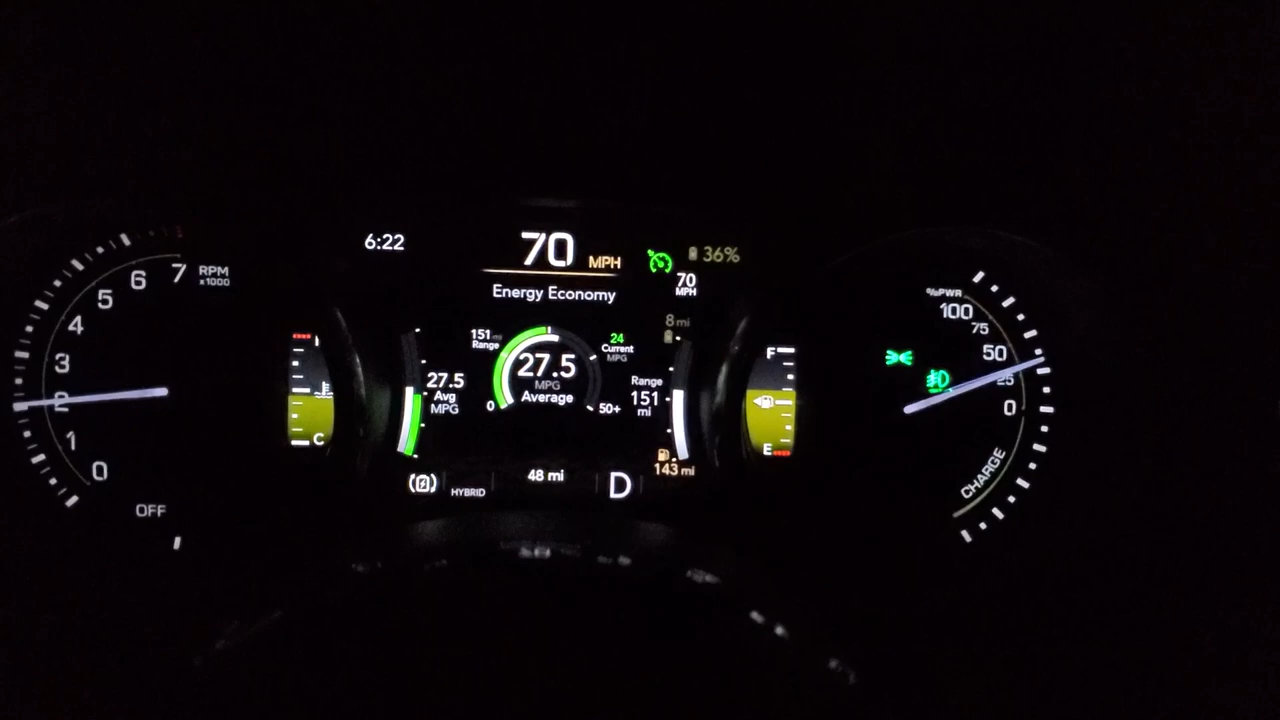 6:22
70 MPH
36%
70
MPH
Energy Economy
7 RPM
x1000
6
5
4
3
2
1
0
OFF
C
151 mi
Range
27.5
MPG
Average
0
50+
24
Current
MPG
27.5
Avg
MPG
8 mi
Range
151
mi
143 mi
HYBRID
48 mi
D
F
E
%PWR
100
75
50
25
0
CHARGE